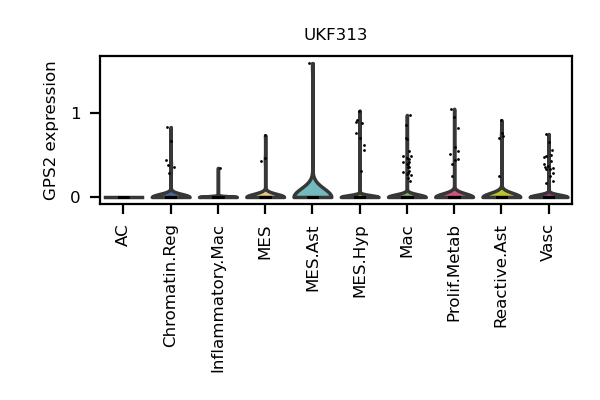 UKF313
GPS2 expression
1
0
AC
Chromatin.Reg
Inflammatory.Mac
MES
MES.Ast
MES.Hyp
Mac
Prolif.Metab
Reactive.Ast
Vasc